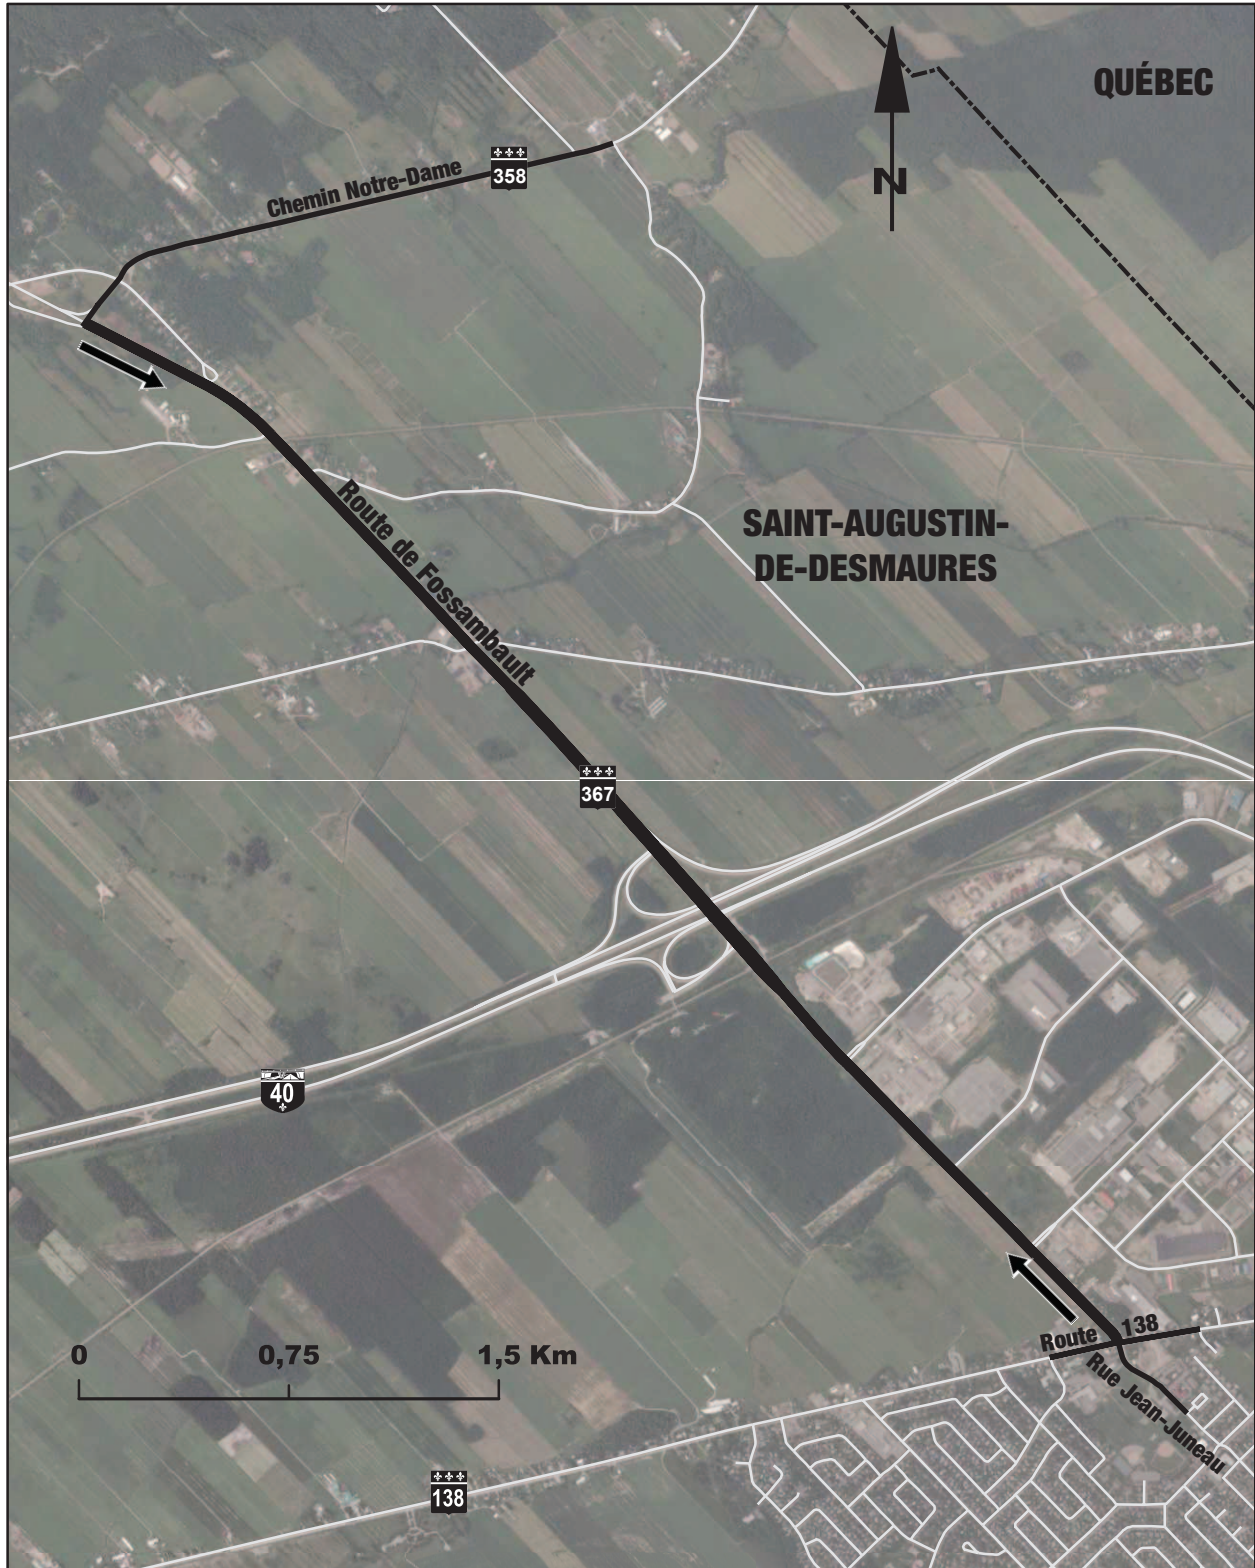 QUÉBEC
N
358
Chemin Notre-Dame
SAINT-AUGUSTIN-
DE-DESMAURES
Route de Fossambault
367
40
Route 138
Rue Jean-Juneau
0 0,75 1,5 Km
138